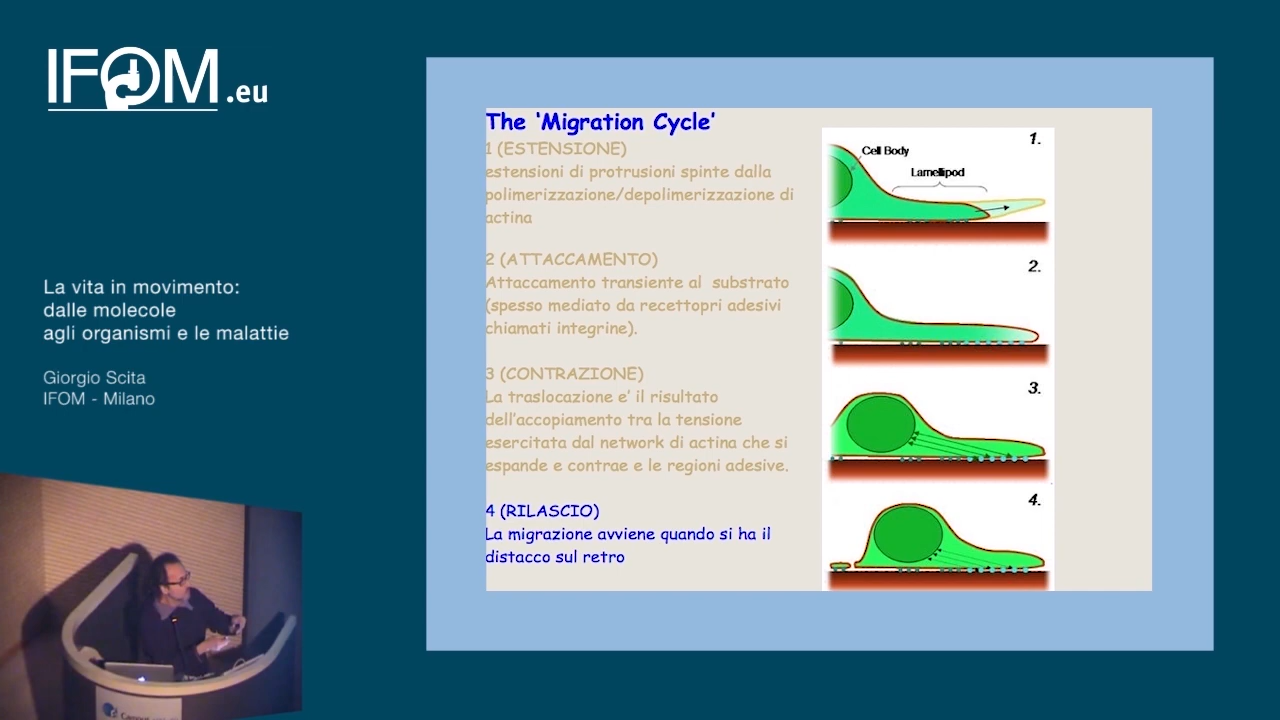 IFOM.eu
La vita in movimento:
dalle molecole
agli organismi e le malattie
Giorgio Scita
IFOM - Milano
The ‘Migration Cycle’
1 (ESTENSIONE)
estensioni di protrusioni spinte dalla
polimerizzazione/depolimerizzazione di
actina
2 (ATTACCAMENTO)
Attaccamento transiente al substrato
(spesso mediato da recettopri adesivi
chiamati integrine).
3 (CONTRAZIONE)
La traslocazione e’ il risultato
dell’accopiamento tra la tensione
esercitata dal network di actina che si
espande e contrae e le regioni adesive.
4 (RILASCIO)
La migrazione avviene quando si ha il
distacco sul retro
1.
Cell Body
Lamellipod
2.
3.
4.